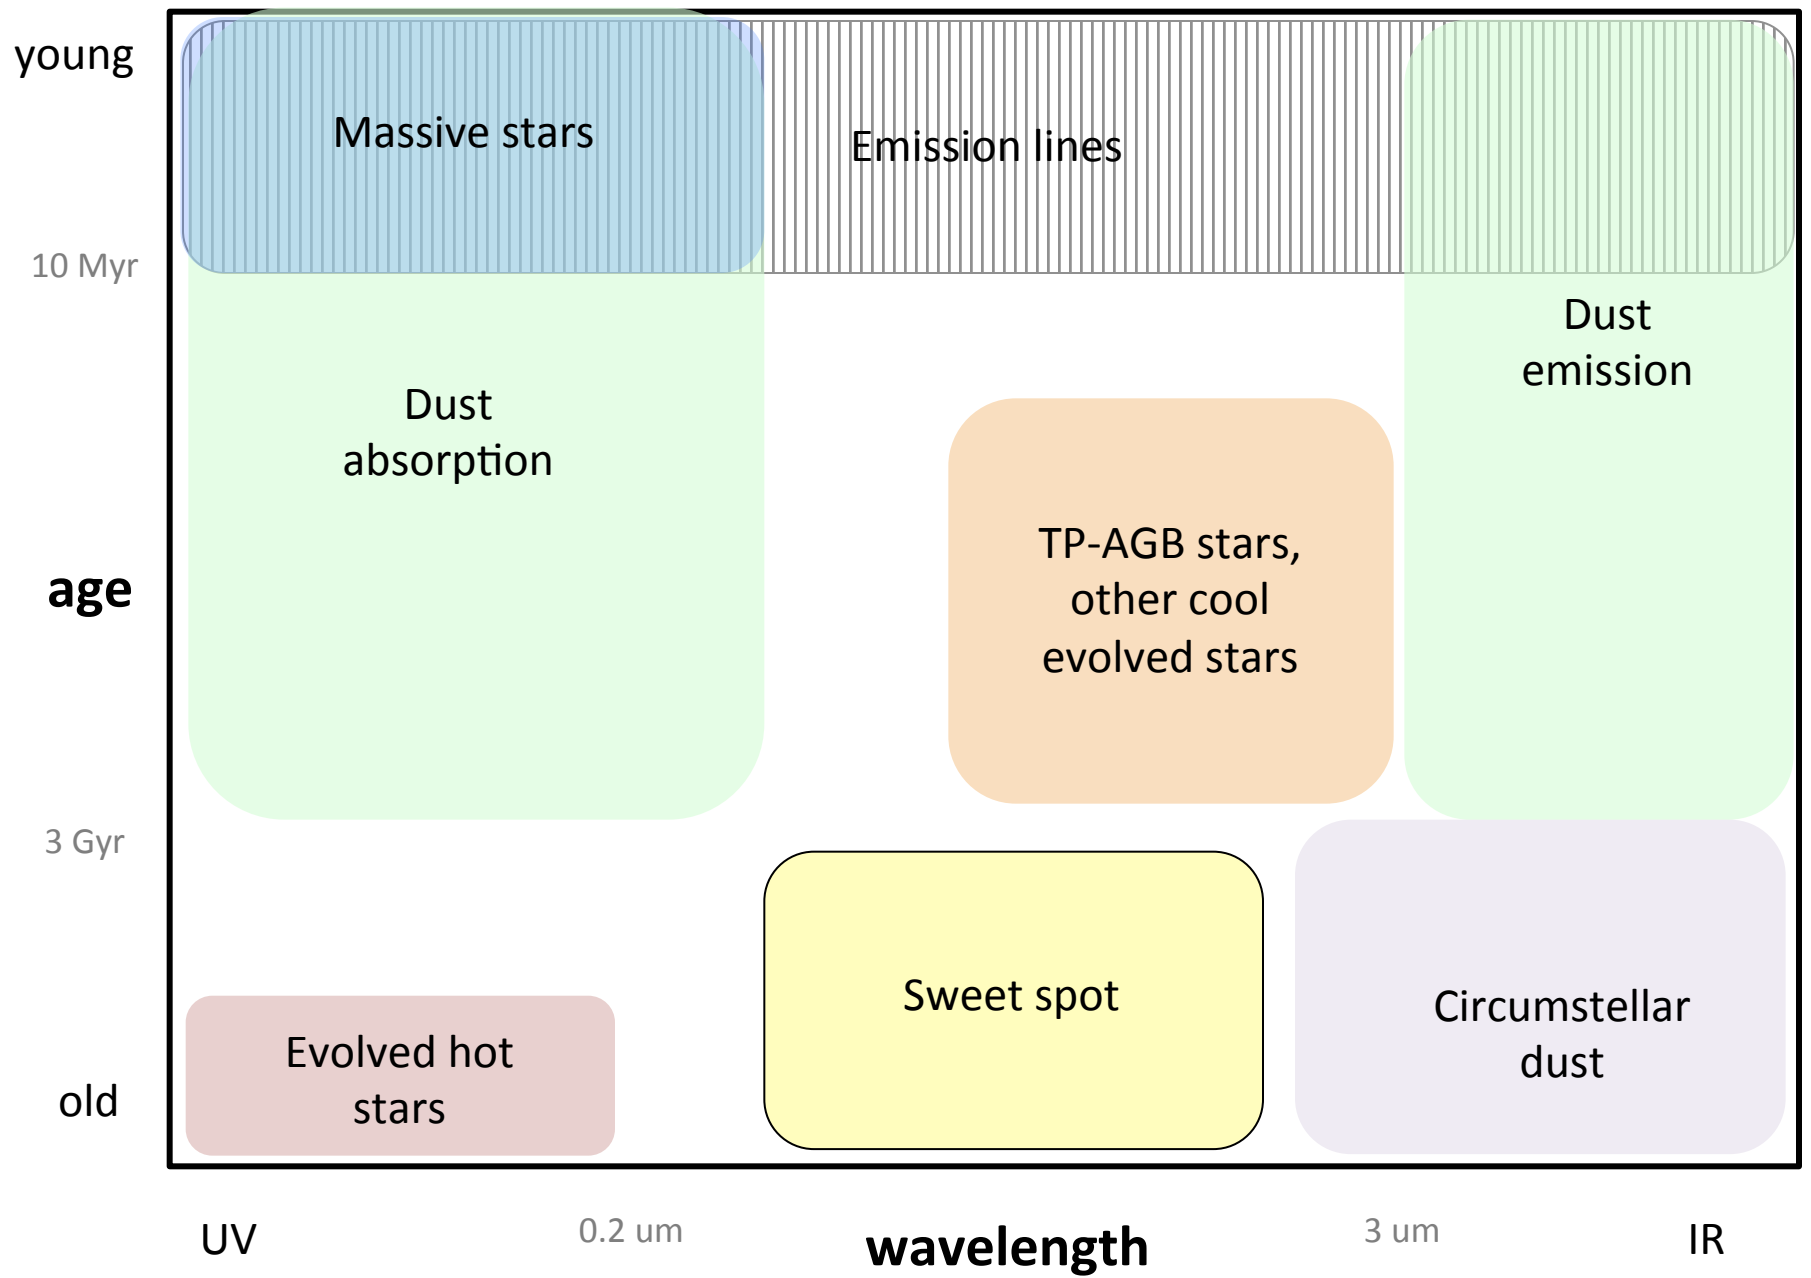 young
Massive stars
Emission lines
10 Myr
Dust
emission
Dust
absorption
TP-AGB stars,
other cool
evolved stars
age
3 Gyr
Sweet spot
Circumstellar
dust
Evolved hot
stars
old
UV
0.2 um
wavelength
3 um
IR